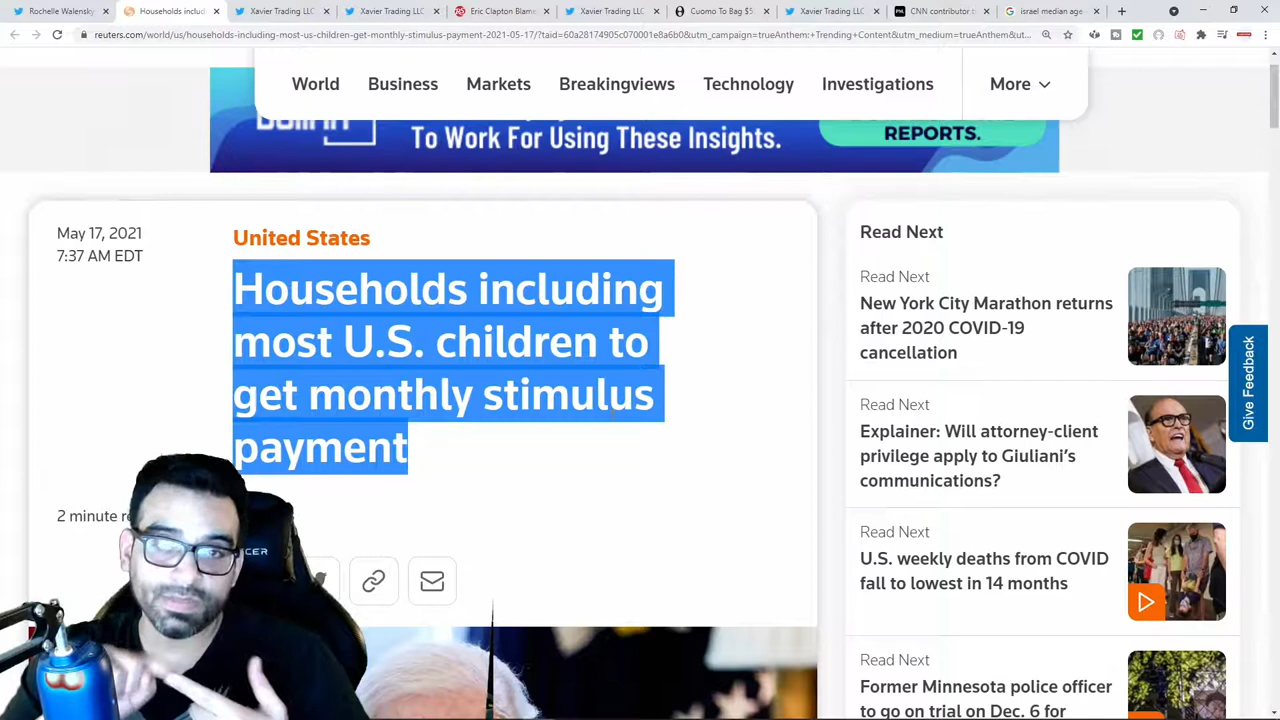 Rochelle Walensky
Households includ
Xavier Trading LLC
Xavier Trading LLC
Eric Clapton Blame
Xavier Trading LLC
Cuomo To Bag $5
Xavier Trading LLC
CNN contributor t
israel median age
reuters.com/world/us/households-including-most-us-children-get-monthly-stimulus-payment-2021-05-17/?taid=60a28174905c070001e8a6b0&utm_campaign=trueAnthem:+Trending+Content&utm_medium=trueAnthem&ut...
World
Business
Markets
Breakingviews
Technology
Investigations
More
To Work For Using These Insights.
REPORTS.
May 17, 2021
7:37 AM EDT
United States
Households including
most U.S. children to
get monthly stimulus
payment
2 minute re
CER
Read Next
Read Next
New York City Marathon returns
after 2020 COVID-19
cancellation
Read Next
Explainer: Will attorney-client
privilege apply to Giuliani’s
communications?
Read Next
U.S. weekly deaths from COVID
fall to lowest in 14 months
Read Next
Former Minnesota police officer
to go on trial on Dec. 6 for
Give Feedback